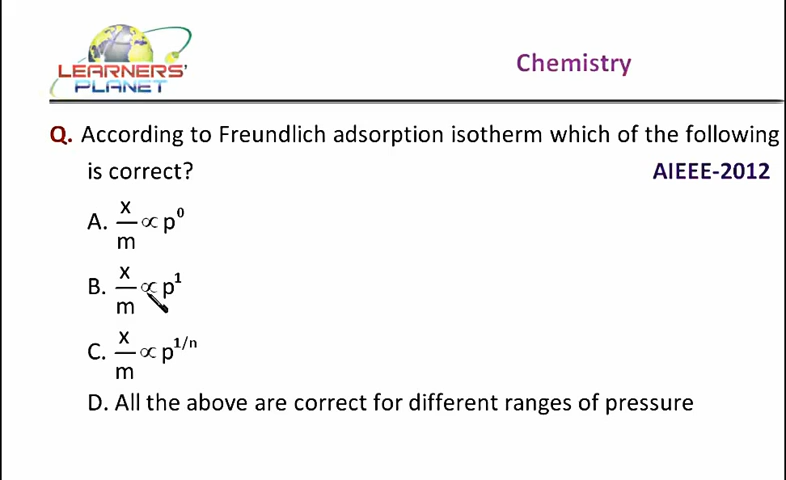 LEARNERS'
PLANET
Chemistry
Q. According to Freundlich adsorption isotherm which of the following
is correct?
AIEEE-2012
A. x/m ∝ p⁰
B. x/m ∝ p¹
C. x/m ∝ p¹/ⁿ
D. All the above are correct for different ranges of pressure